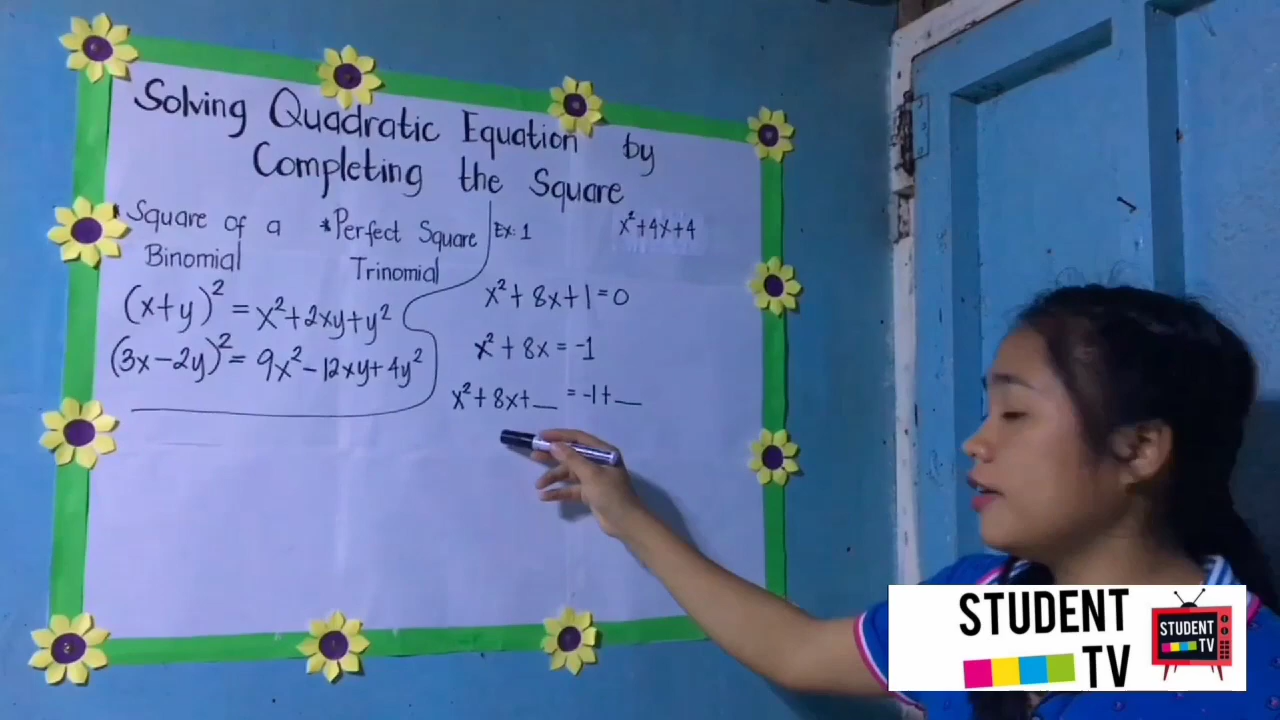 Solving Quadratic Equation by
Completing the Square
* Square of a
Binomial
* Perfect Square
Trinomial
(x+y)² = x²+2xy+y²
(3x-2y)² = 9x²-12xy+4y²
Ex: 1
x²+4x+4
x²+8x+1=0
x²+8x=-1
x²+8x+__ = -1+__
STUDENT
TV
STUDENT
TV